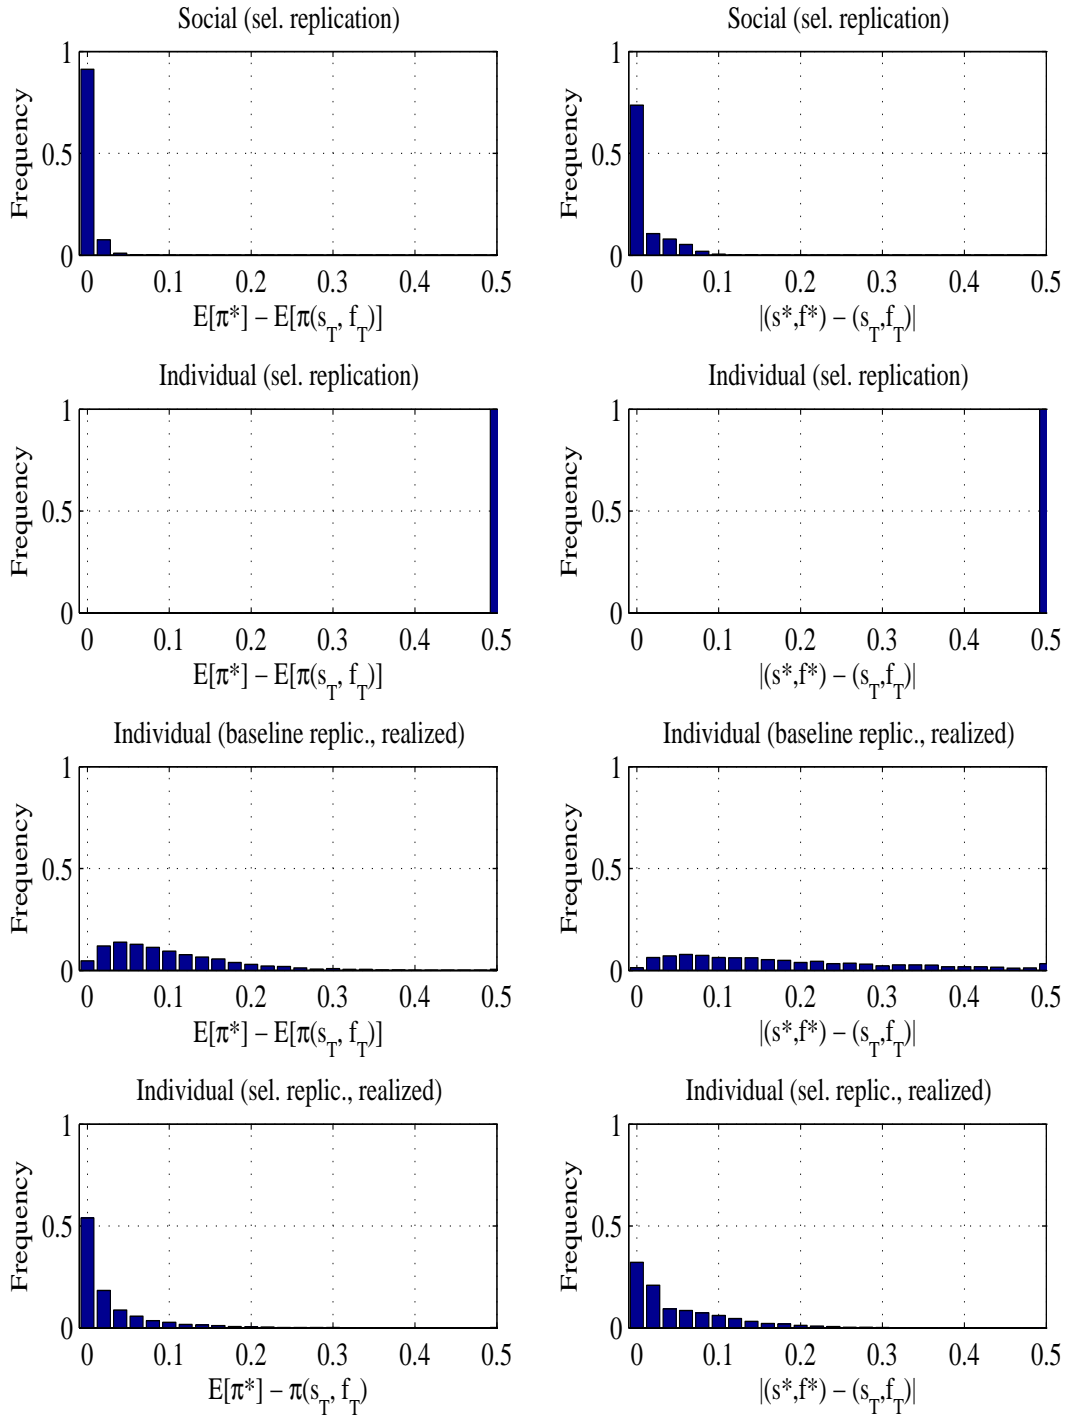 Social (sel. replication)
1
0.5
0
Frequency
0 0.1 0.2 0.3 0.4 0.5
E[π*] − E[π(s_T, f_T)]
Social (sel. replication)
1
0.5
0
Frequency
0 0.1 0.2 0.3 0.4 0.5
|(s*,f*) − (s_T,f_T)|
Individual (sel. replication)
1
0.5
0
Frequency
0 0.1 0.2 0.3 0.4 0.5
E[π*] − E[π(s_T, f_T)]
Individual (sel. replication)
1
0.5
0
Frequency
0 0.1 0.2 0.3 0.4 0.5
|(s*,f*) − (s_T,f_T)|
Individual (baseline replic., realized)
1
0.5
0
Frequency
0 0.1 0.2 0.3 0.4 0.5
E[π*] − E[π(s_T, f_T)]
Individual (baseline replic., realized)
1
0.5
0
Frequency
0 0.1 0.2 0.3 0.4 0.5
|(s*,f*) − (s_T,f_T)|
Individual (sel. replic., realized)
1
0.5
0
Frequency
0 0.1 0.2 0.3 0.4 0.5
E[π*] − π(s_T, f_T)
Individual (sel. replic., realized)
1
0.5
0
Frequency
0 0.1 0.2 0.3 0.4 0.5
|(s*,f*) − (s_T,f_T)|